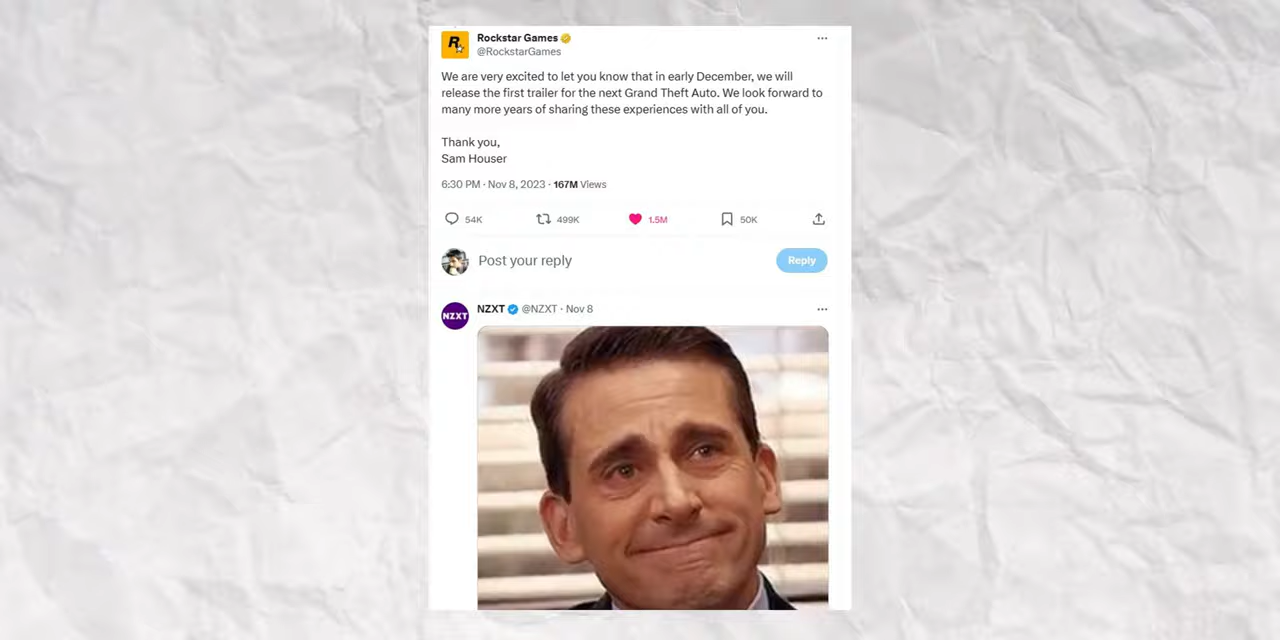 Rockstar Games
@RockstarGames
We are very excited to let you know that in early December, we will
release the first trailer for the next Grand Theft Auto. We look forward to
many more years of sharing these experiences with all of you.
Thank you,
Sam Houser
6:30 PM · Nov 8, 2023 · 167M Views
54K 499K 1.5M 50K
Post your reply Reply
NZXT NZXT @NZXT · Nov 8